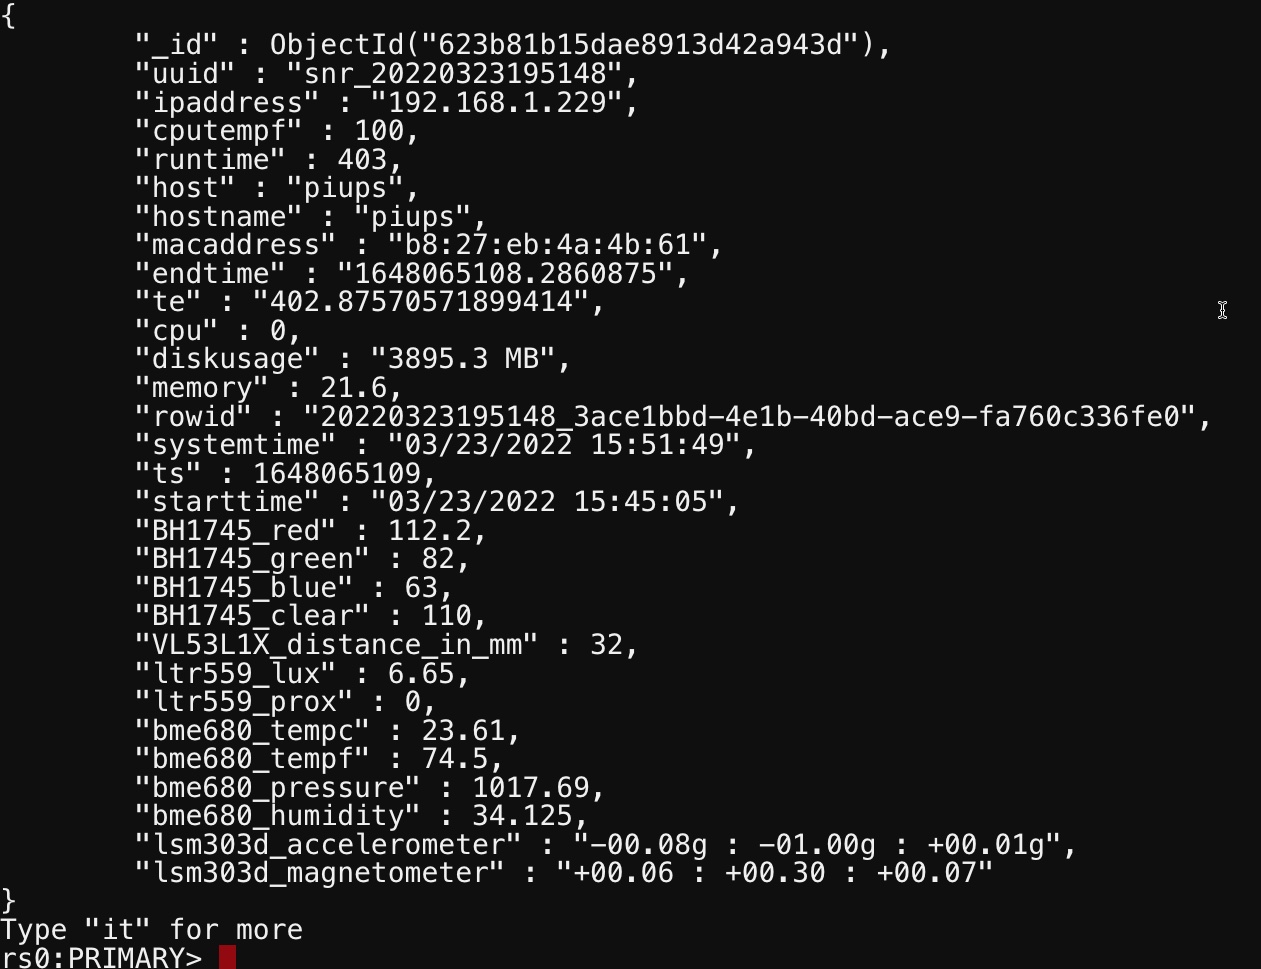 {
"_id" : ObjectId("623b81b15dae8913d42a943d"),
"uuid" : "snr_20220323195148",
"ipaddress" : "192.168.1.229",
"cputempf" : 100,
"runtime" : 403,
"host" : "piups",
"hostname" : "piups",
"macaddress" : "b8:27:eb:4a:4b:61",
"endtime" : "1648065108.2860875",
"te" : "402.87570571899414",
"cpu" : 0,
"diskusage" : "3895.3 MB",
"memory" : 21.6,
"rowid" : "20220323195148_3ace1bbd-4e1b-40bd-ace9-fa760c336fe0",
"systemtime" : "03/23/2022 15:51:49",
"ts" : 1648065109,
"starttime" : "03/23/2022 15:45:05",
"BH1745_red" : 112.2,
"BH1745_green" : 82,
"BH1745_blue" : 63,
"BH1745_clear" : 110,
"VL53L1X_distance_in_mm" : 32,
"ltr559_lux" : 6.65,
"ltr559_prox" : 0,
"bme680_tempc" : 23.61,
"bme680_tempf" : 74.5,
"bme680_pressure" : 1017.69,
"bme680_humidity" : 34.125,
"lsm303d_accelerometer" : "-00.08g : -01.00g : +00.01g",
"lsm303d_magnetometer" : "+00.06 : +00.30 : +00.07"
}
Type "it" for more
rs0:PRIMARY>